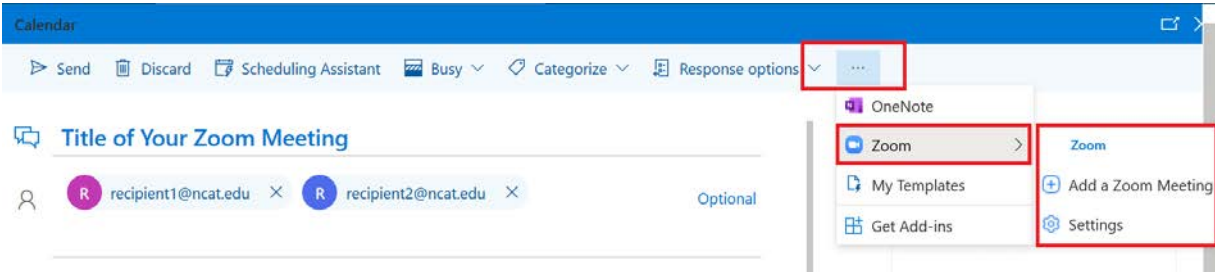 Calendar
Send Discard Scheduling Assistant Busy Categorize Response options ...
OneNote
Title of Your Zoom Meeting
Zoom
Zoom
R recipient1@ncat.edu R recipient2@ncat.edu
Optional
My Templates
Add a Zoom Meeting
Get Add-ins
Settings